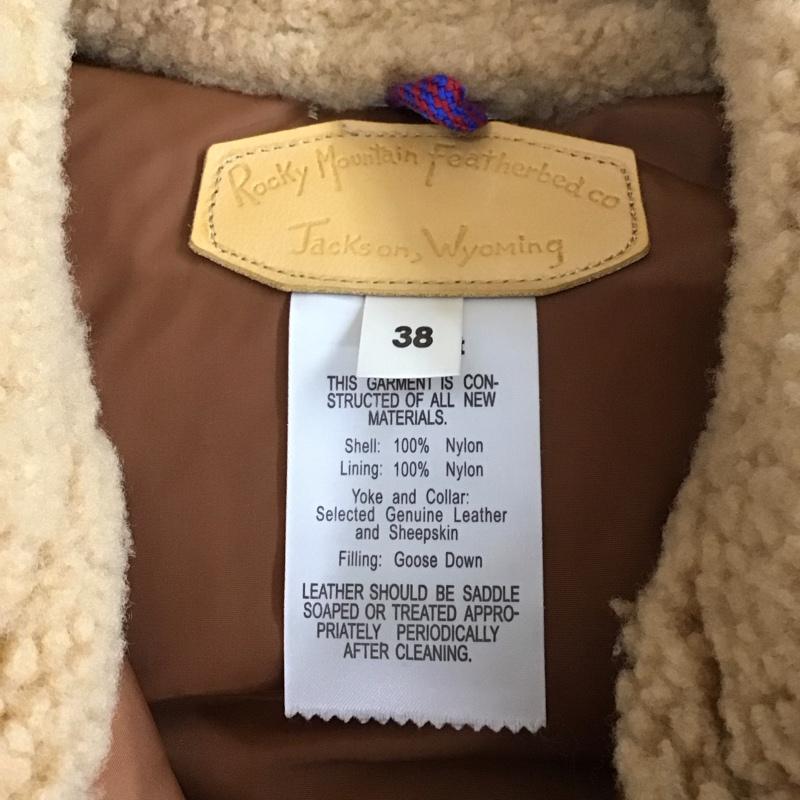 Rocky Mountain Featherbed co
Jackson, Wyoming
38
THIS GARMENT IS CON-
STRUCTED OF ALL NEW
MATERIALS.
Shell: 100% Nylon
Lining: 100% Nylon
Yoke and Collar:
Selected Genuine Leather
and Sheepskin
Filling: Goose Down
LEATHER SHOULD BE SADDLE
SOAPED OR TREATED APPRO-
PRIATELY PERIODICALLY
AFTER CLEANING.